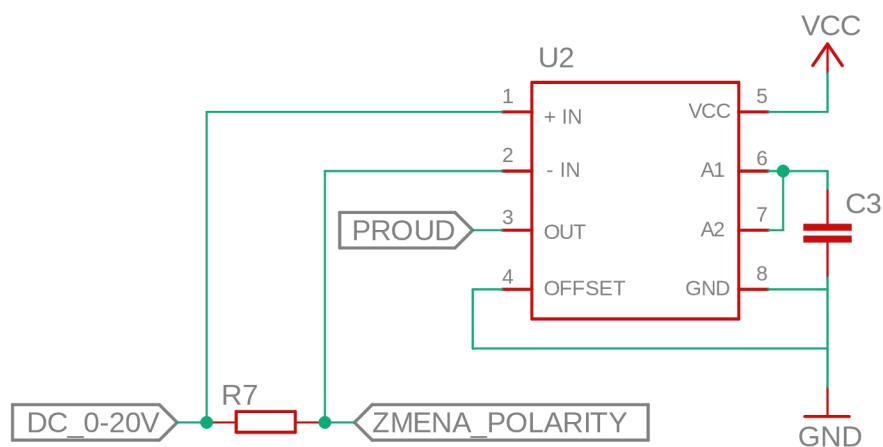 VCC
U2
1
+ IN
VCC
5
2
- IN
A1
6
C3
PROUD
3
OUT
A2
7
4
OFFSET
GND
8
R7
DC_0-20V
ZMENA_POLARITY
GND